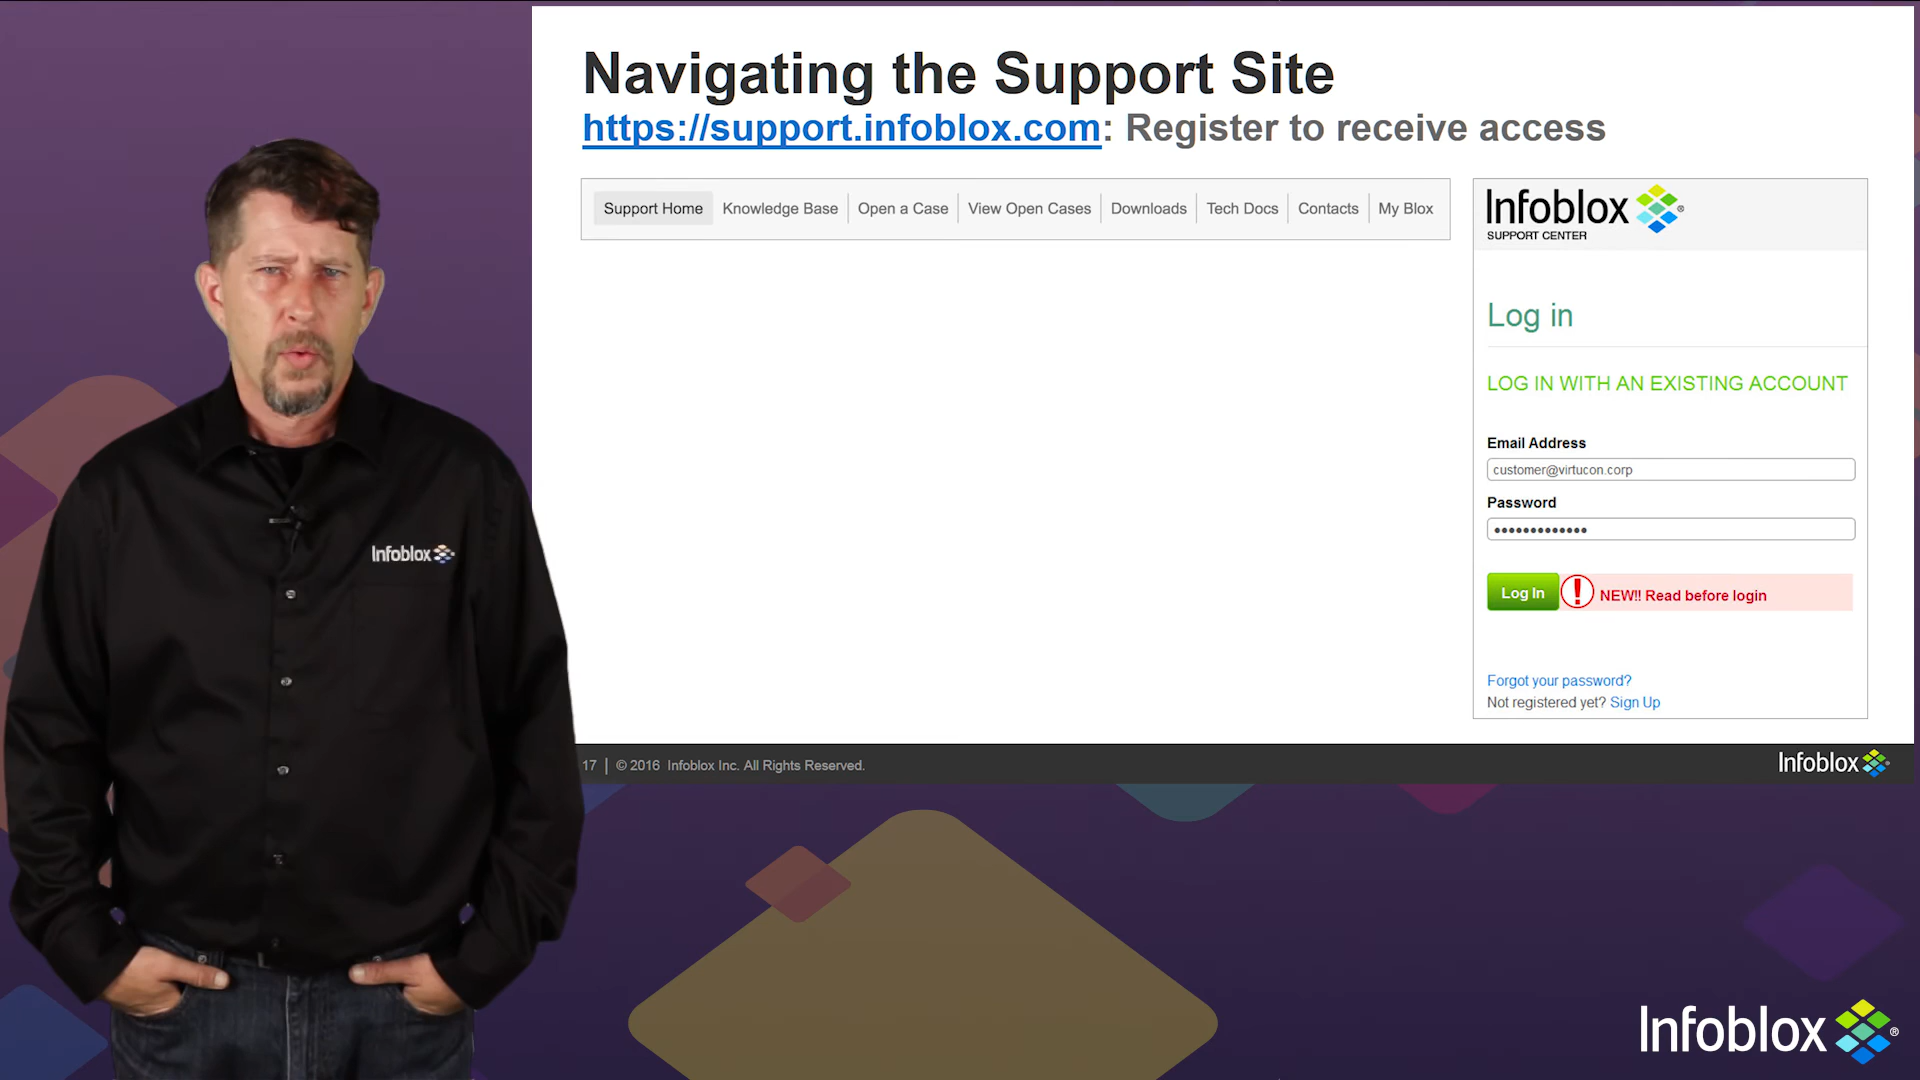 Navigating the Support Site
https://support.infoblox.com: Register to receive access
Support Home Knowledge Base Open a Case View Open Cases Downloads Tech Docs Contacts My Blox
Infoblox®
SUPPORT CENTER
Log in
LOG IN WITH AN EXISTING ACCOUNT
Email Address
customer@virtucon.corp
Password
•••••••••••••
Log In ! NEW!! Read before login
Forgot your password?
Not registered yet? Sign Up
Infoblox
17 | © 2016 Infoblox Inc. All Rights Reserved.
Infoblox
Infoblox®